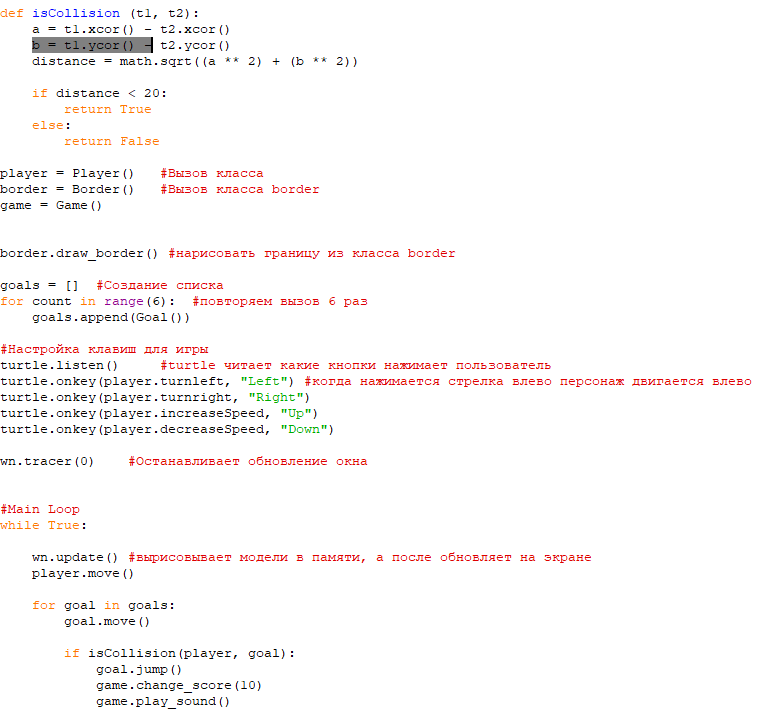 def isCollision (t1, t2):
    a = t1.xcor() - t2.xcor()
    b = t1.ycor() - t2.ycor()
    distance = math.sqrt((a ** 2) + (b ** 2))

    if distance < 20:
        return True
    else:
        return False

player = Player()   #Вызов класса
border = Border()   #Вызов класса border
game = Game()


border.draw_border() #нарисовать границу из класса border

goals = []  #Создание списка
for count in range(6):  #повторяем вызов 6 раз
    goals.append(Goal())

#Настройка клавиш для игры
turtle.listen()     #turtle читает какие кнопки нажимает пользователь
turtle.onkey(player.turnleft, "Left") #когда нажимается стрелка влево персонаж двигается влево
turtle.onkey(player.turnright, "Right")
turtle.onkey(player.increaseSpeed, "Up")
turtle.onkey(player.decreaseSpeed, "Down")

wn.tracer(0)    #Останавливает обновление окна


#Main Loop
while True:

    wn.update() #вырисовывает модели в памяти, а после обновляет на экране
    player.move()

    for goal in goals:
        goal.move()

        if isCollision(player, goal):
            goal.jump()
            game.change_score(10)
            game.play_sound()